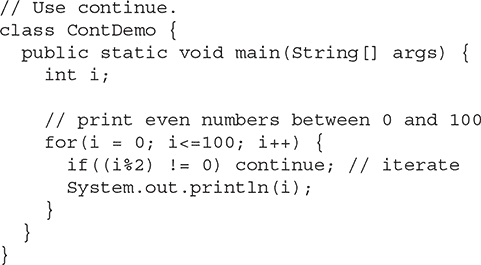 // Use continue.
class ContDemo {
  public static void main(String[] args) {
    int i;

    // print even numbers between 0 and 100
    for(i = 0; i<=100; i++) {
      if((i%2) != 0) continue; // iterate
      System.out.println(i);
    }
  }
}